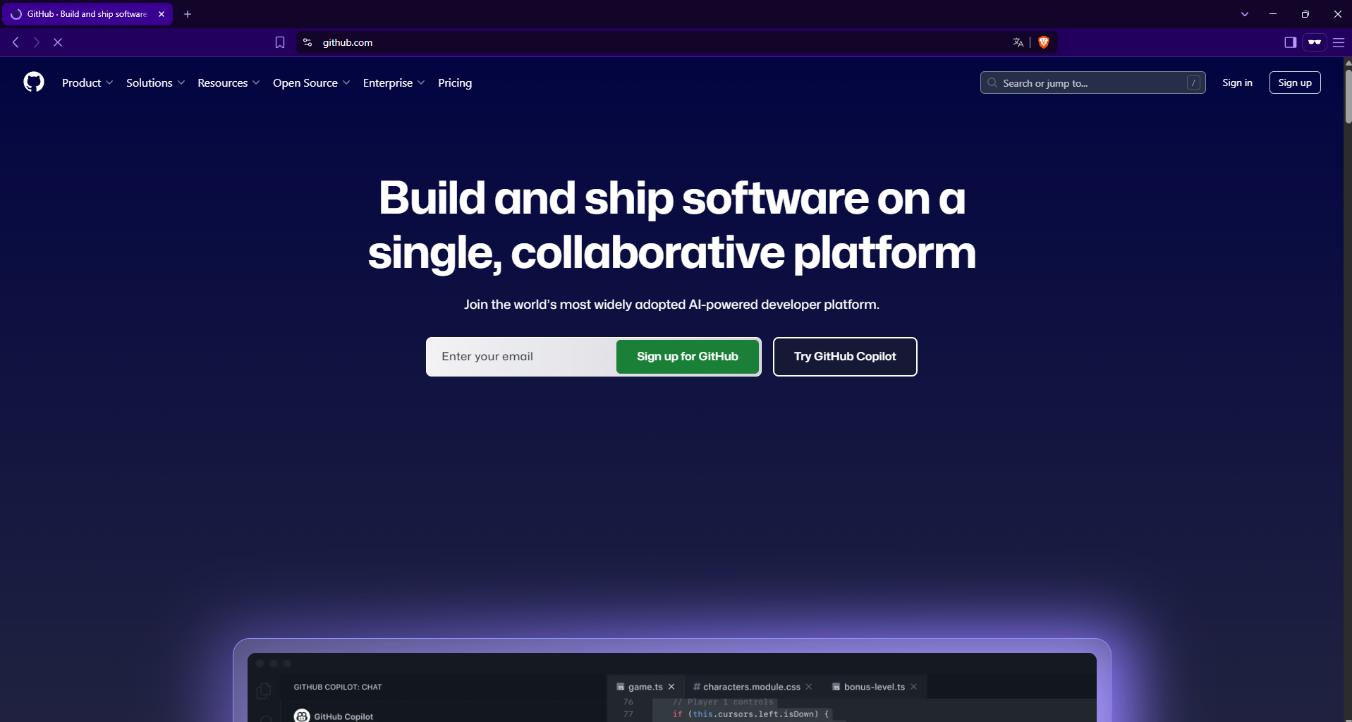 GitHub · Build and ship software
github.com
Product
Solutions
Resources
Open Source
Enterprise
Pricing
Search or jump to...
/
Sign in
Sign up
Build and ship software on a
single, collaborative platform
Join the world's most widely adopted AI-powered developer platform.
Enter your email
Sign up for GitHub
Try GitHub Copilot
GITHUB COPILOT: CHAT
GitHub Copilot
game.ts
# characters.module.css
bonus-level.ts
76 // Player 1 controls
77 if (this.cursors.left.isDown) {